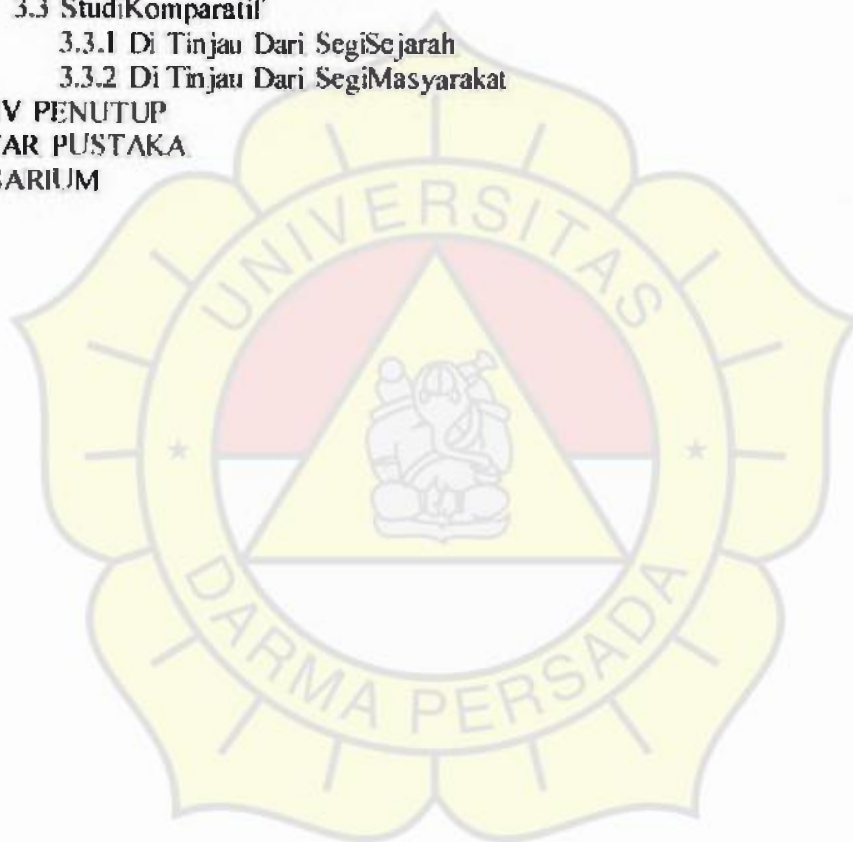 3.3 StudiKomparatif
3.3.1 Di Tinjau Dari SegiSejarah
3.3.2 Di Tinjau Dari SegiMasyarakat
V PENUTUP
AR PUSTAKA
SARIUM
UNIVERSITAS
DARMA PERSADA